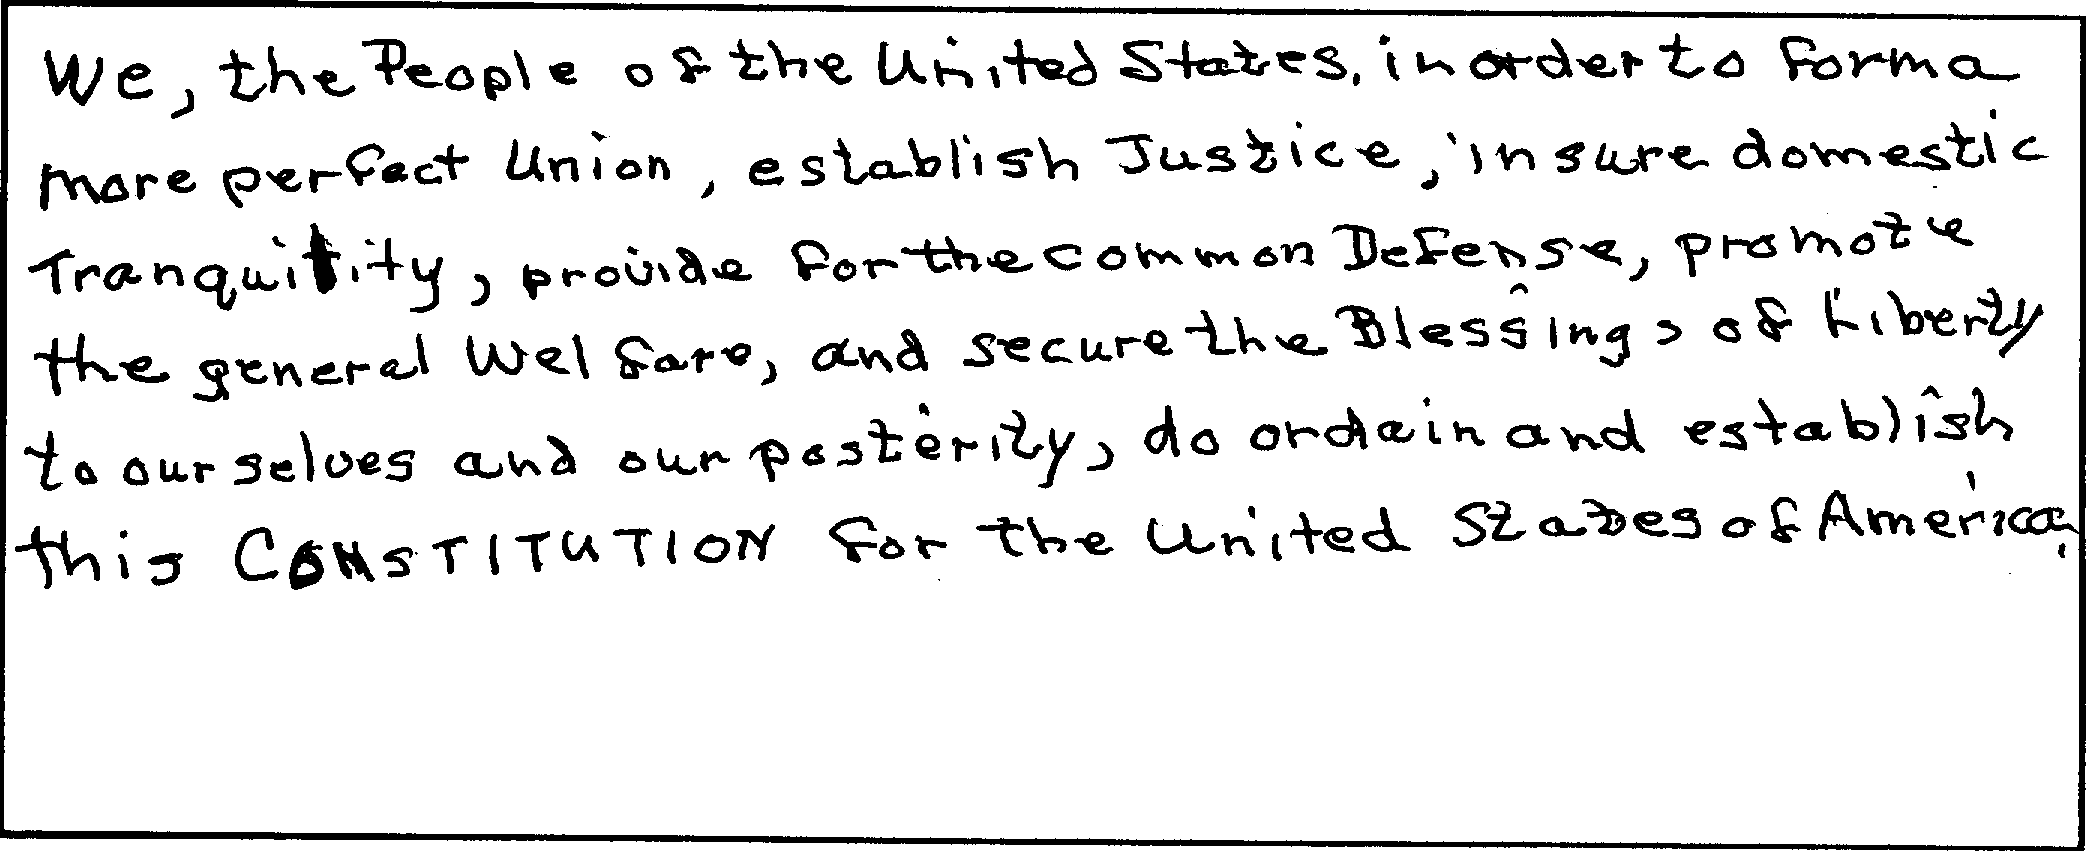 We, the People of the United States, in order to form a
more perfect Union, establish Justice, insure domestic
Tranquility, provide for the common Defense, promote
the general Welfare, and secure the Blessings of Liberty
to ourselves and our posterity, do ordain and establish
this CONSTITUTION for the United States of America.